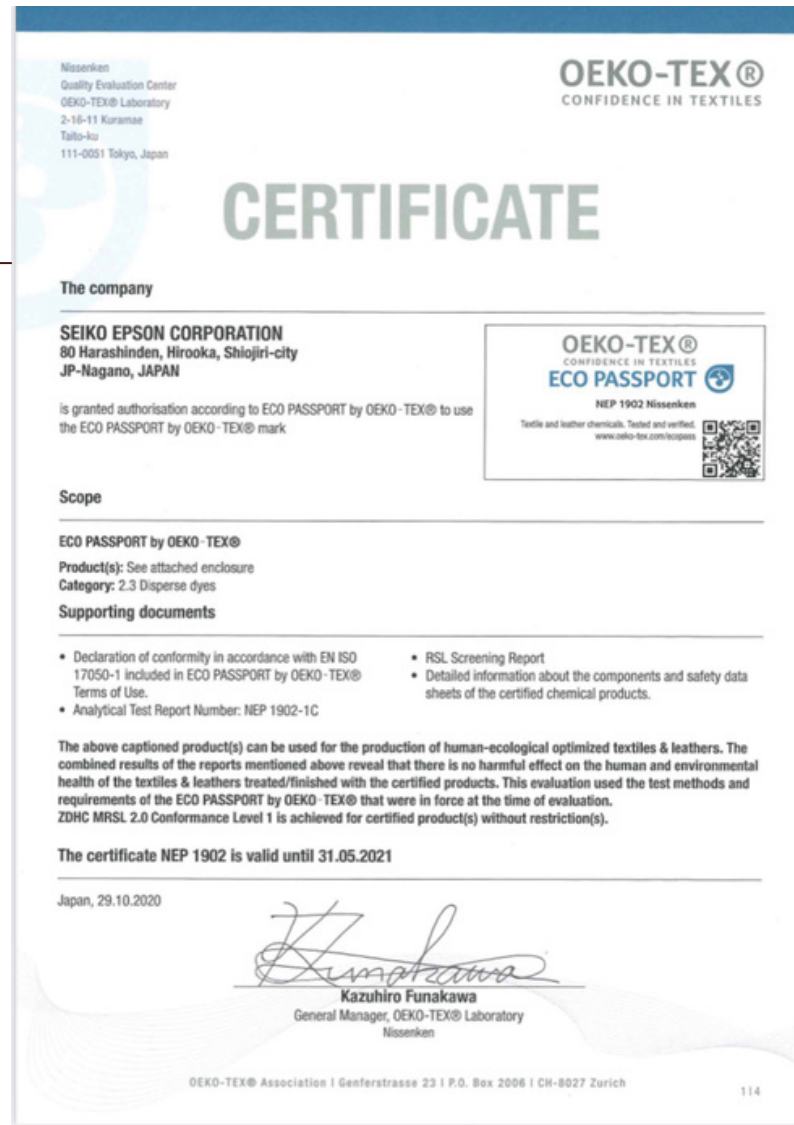 Nissenken
Quality Evaluation Center
OEKO-TEX® Laboratory
2-16-11 Kuramae
Taito-ku
111-0051 Tokyo, Japan
OEKO-TEX®
CONFIDENCE IN TEXTILES
CERTIFICATE
The company
SEIKO EPSON CORPORATION
80 Harashinden, Hirooka, Shiojiri-city
JP-Nagano, JAPAN
is granted authorisation according to ECO PASSPORT by OEKO-TEX® to use
the ECO PASSPORT by OEKO-TEX® mark
OEKO-TEX®
CONFIDENCE IN TEXTILES
ECO PASSPORT
NEP 1902 Nissenken
Textile and leather chemicals. Tested and verified.
www.oeko-tex.com/ecopass
Scope
ECO PASSPORT by OEKO-TEX®
Product(s): See attached enclosure
Category: 2.3 Disperse dyes
Supporting documents
• Declaration of conformity in accordance with EN ISO
17050-1 included in ECO PASSPORT by OEKO-TEX®
Terms of Use.
• Analytical Test Report Number: NEP 1902-1C
• RSL Screening Report
• Detailed information about the components and safety data
sheets of the certified chemical products.
The above captioned product(s) can be used for the production of human-ecological optimized textiles & leathers. The
combined results of the reports mentioned above reveal that there is no harmful effect on the human and environmental
health of the textiles & leathers treated/finished with the certified products. This evaluation used the test methods and
requirements of the ECO PASSPORT by OEKO-TEX® that were in force at the time of evaluation.
ZDHC MRSL 2.0 Conformance Level 1 is achieved for certified product(s) without restriction(s).
The certificate NEP 1902 is valid until 31.05.2021
Japan, 29.10.2020
Kazuhiro Funakawa
General Manager, OEKO-TEX® Laboratory
Nissenken
OEKO-TEX® Association | Genferstrasse 23 | P.O. Box 2006 | CH-8027 Zurich
1|4